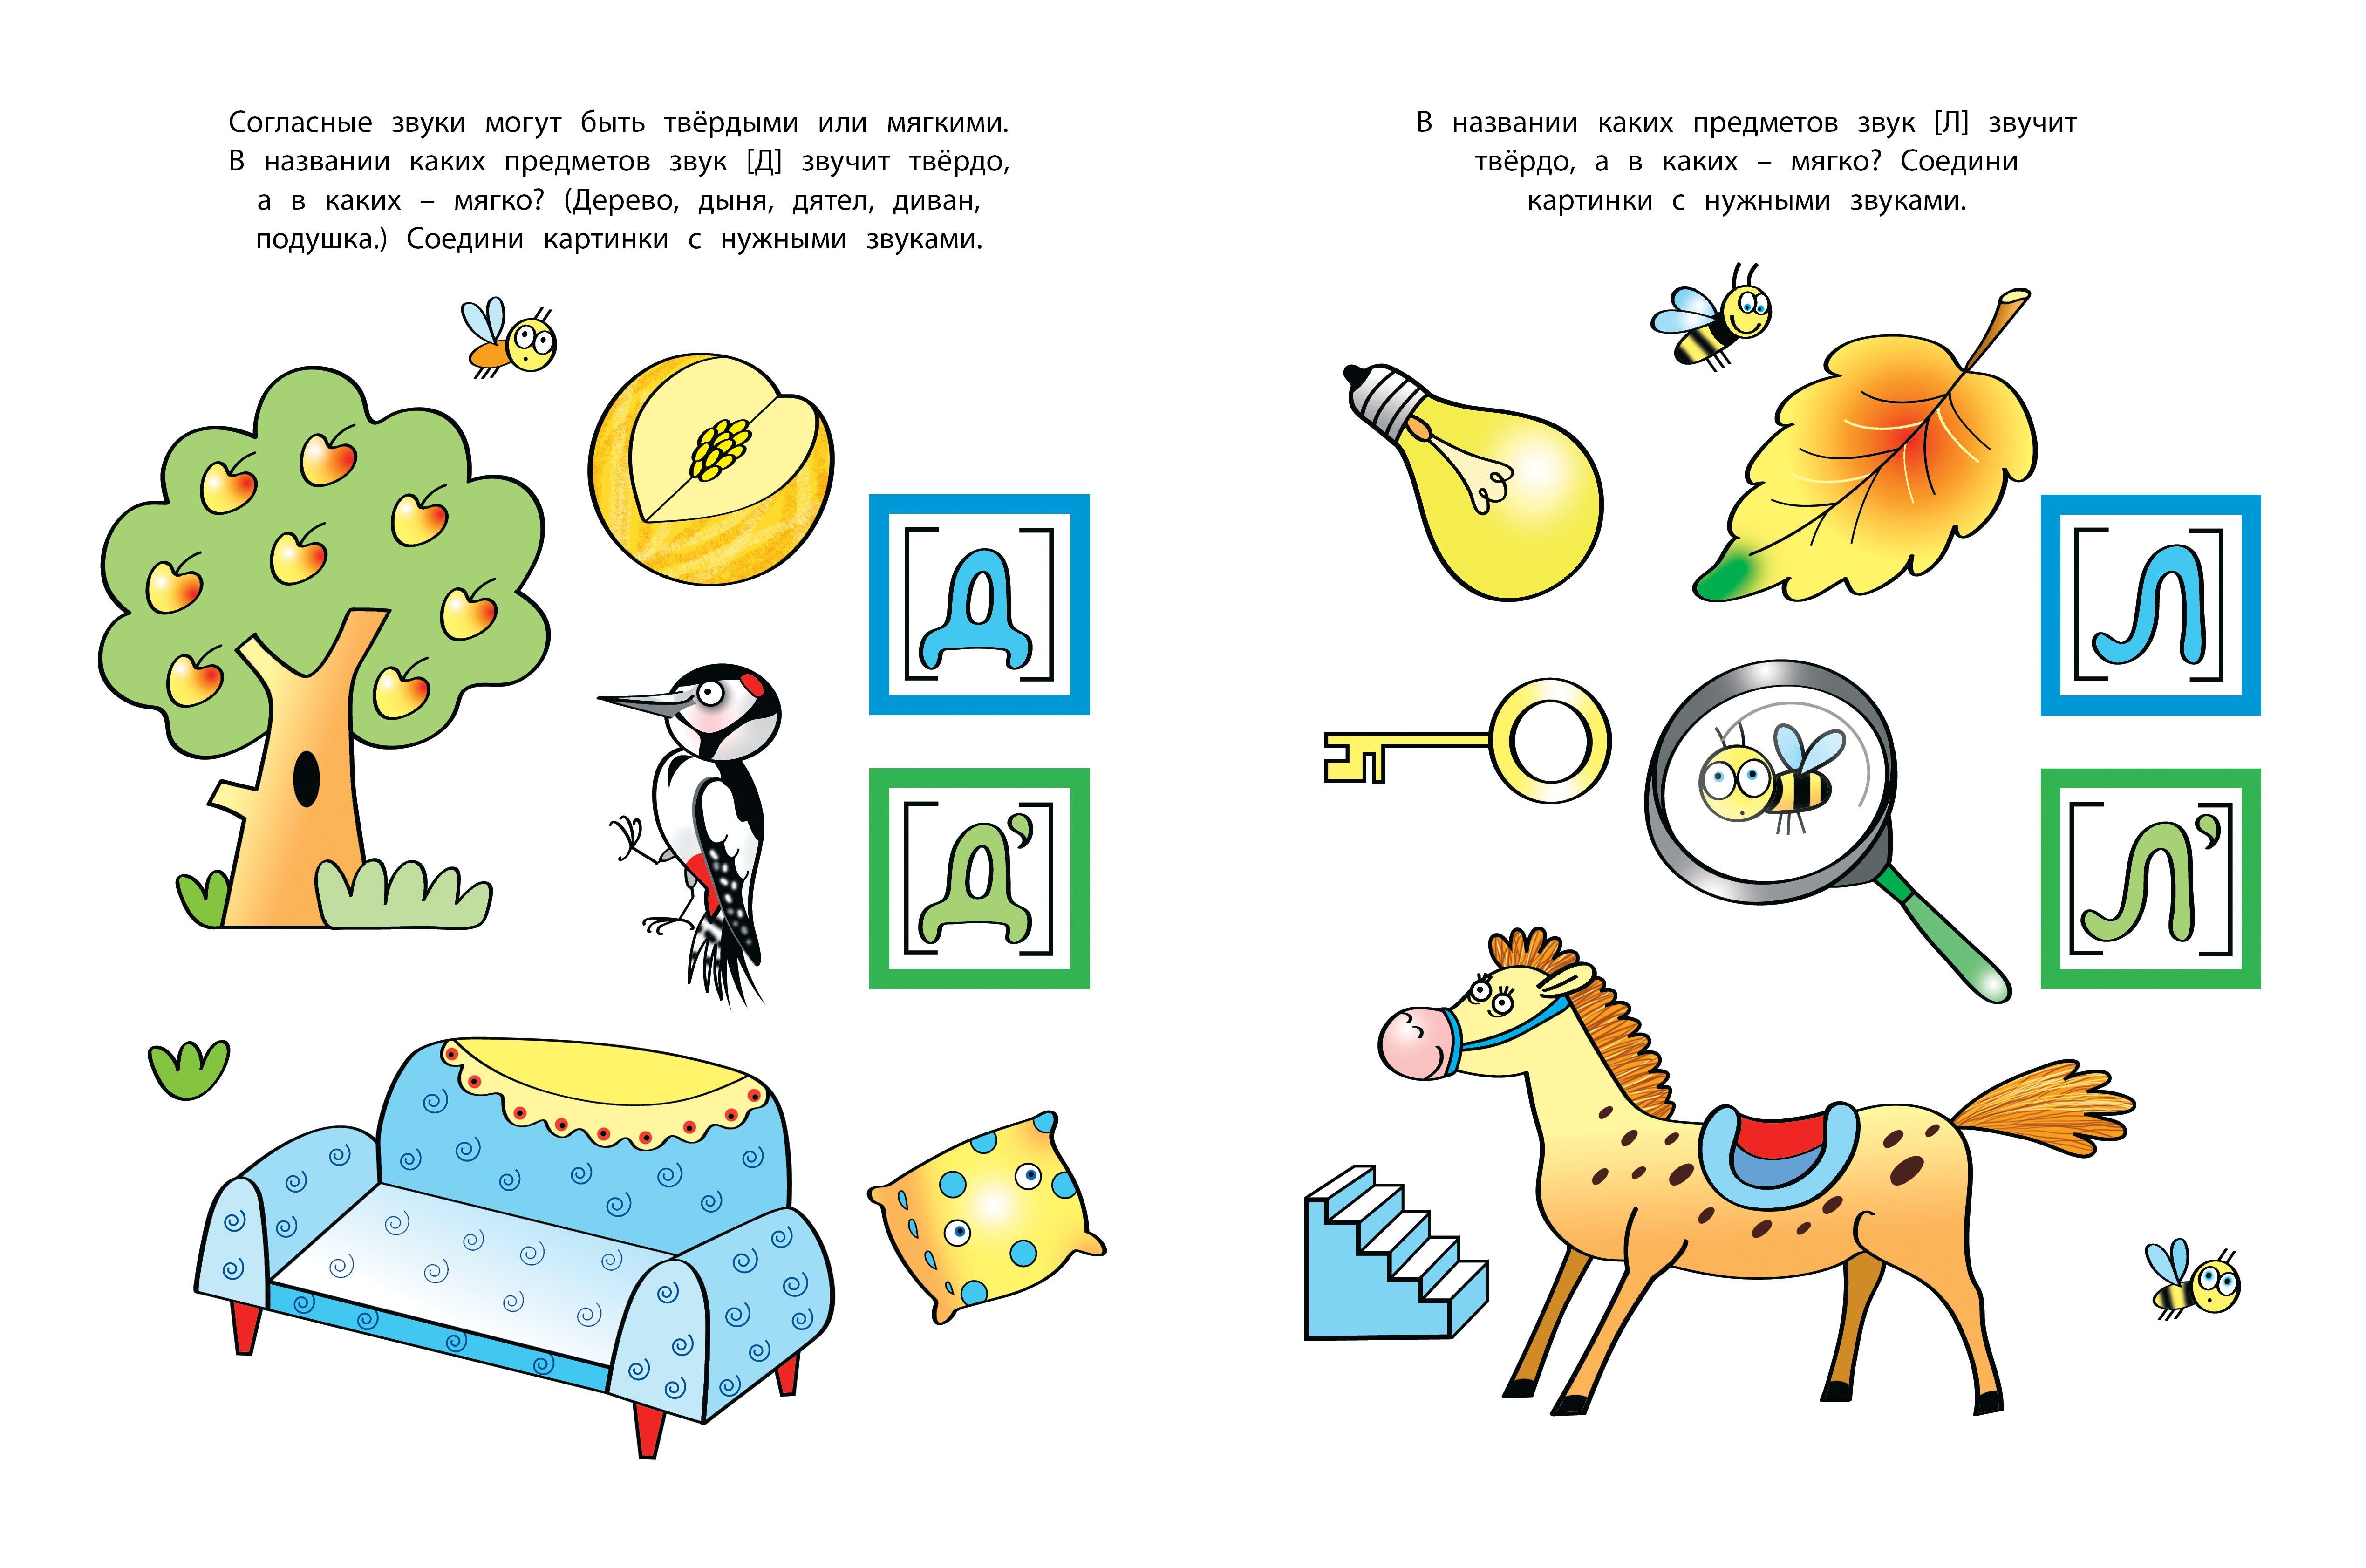 Согласные звуки могут быть твёрдыми или мягкими.
В названии каких предметов звук [Д] звучит твёрдо,
а в каких – мягко? (Дерево, дыня, дятел, диван,
подушка.) Соедини картинки с нужными звуками.
[Д]
[Д’]
В названии каких предметов звук [Л] звучит
твёрдо, а в каких – мягко? Соедини
картинки с нужными звуками.
[Л]
[Л’]